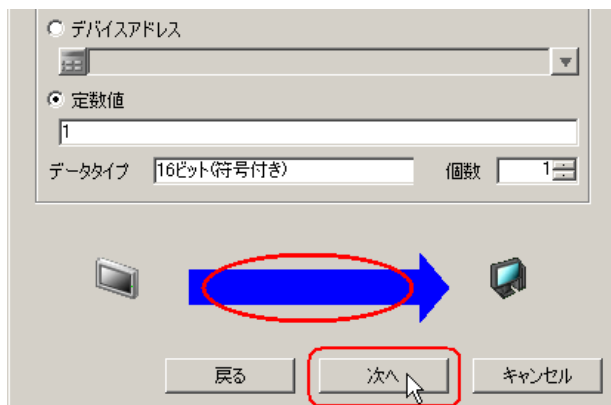 デバイスアドレス
定数値
1
データタイプ 16ビット(符号付き) 個数 1
戻る 次へ キャンセル